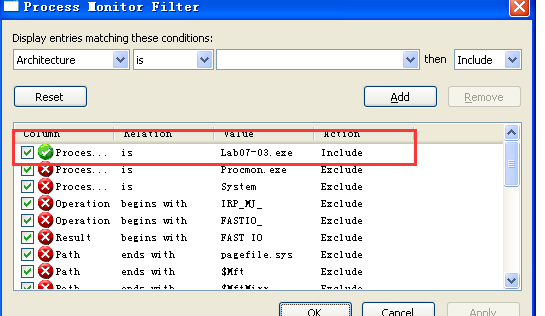 Process Monitor Filter
Display entries matching these conditions:
Architecture is then Include
Reset Add Remove
Column Relation Value Action
Proces... is Lab07-03.exe Include
Proces... is Procmon.exe Exclude
Proces... is System Exclude
Operation begins with IRP_MJ_ Exclude
Operation begins with FASTIO_ Exclude
Result begins with FAST IO Exclude
Path ends with pagefile.sys Exclude
Path ends with $Mft Exclude
Path ends with $MftMirr Exclude
OK Cancel Apply